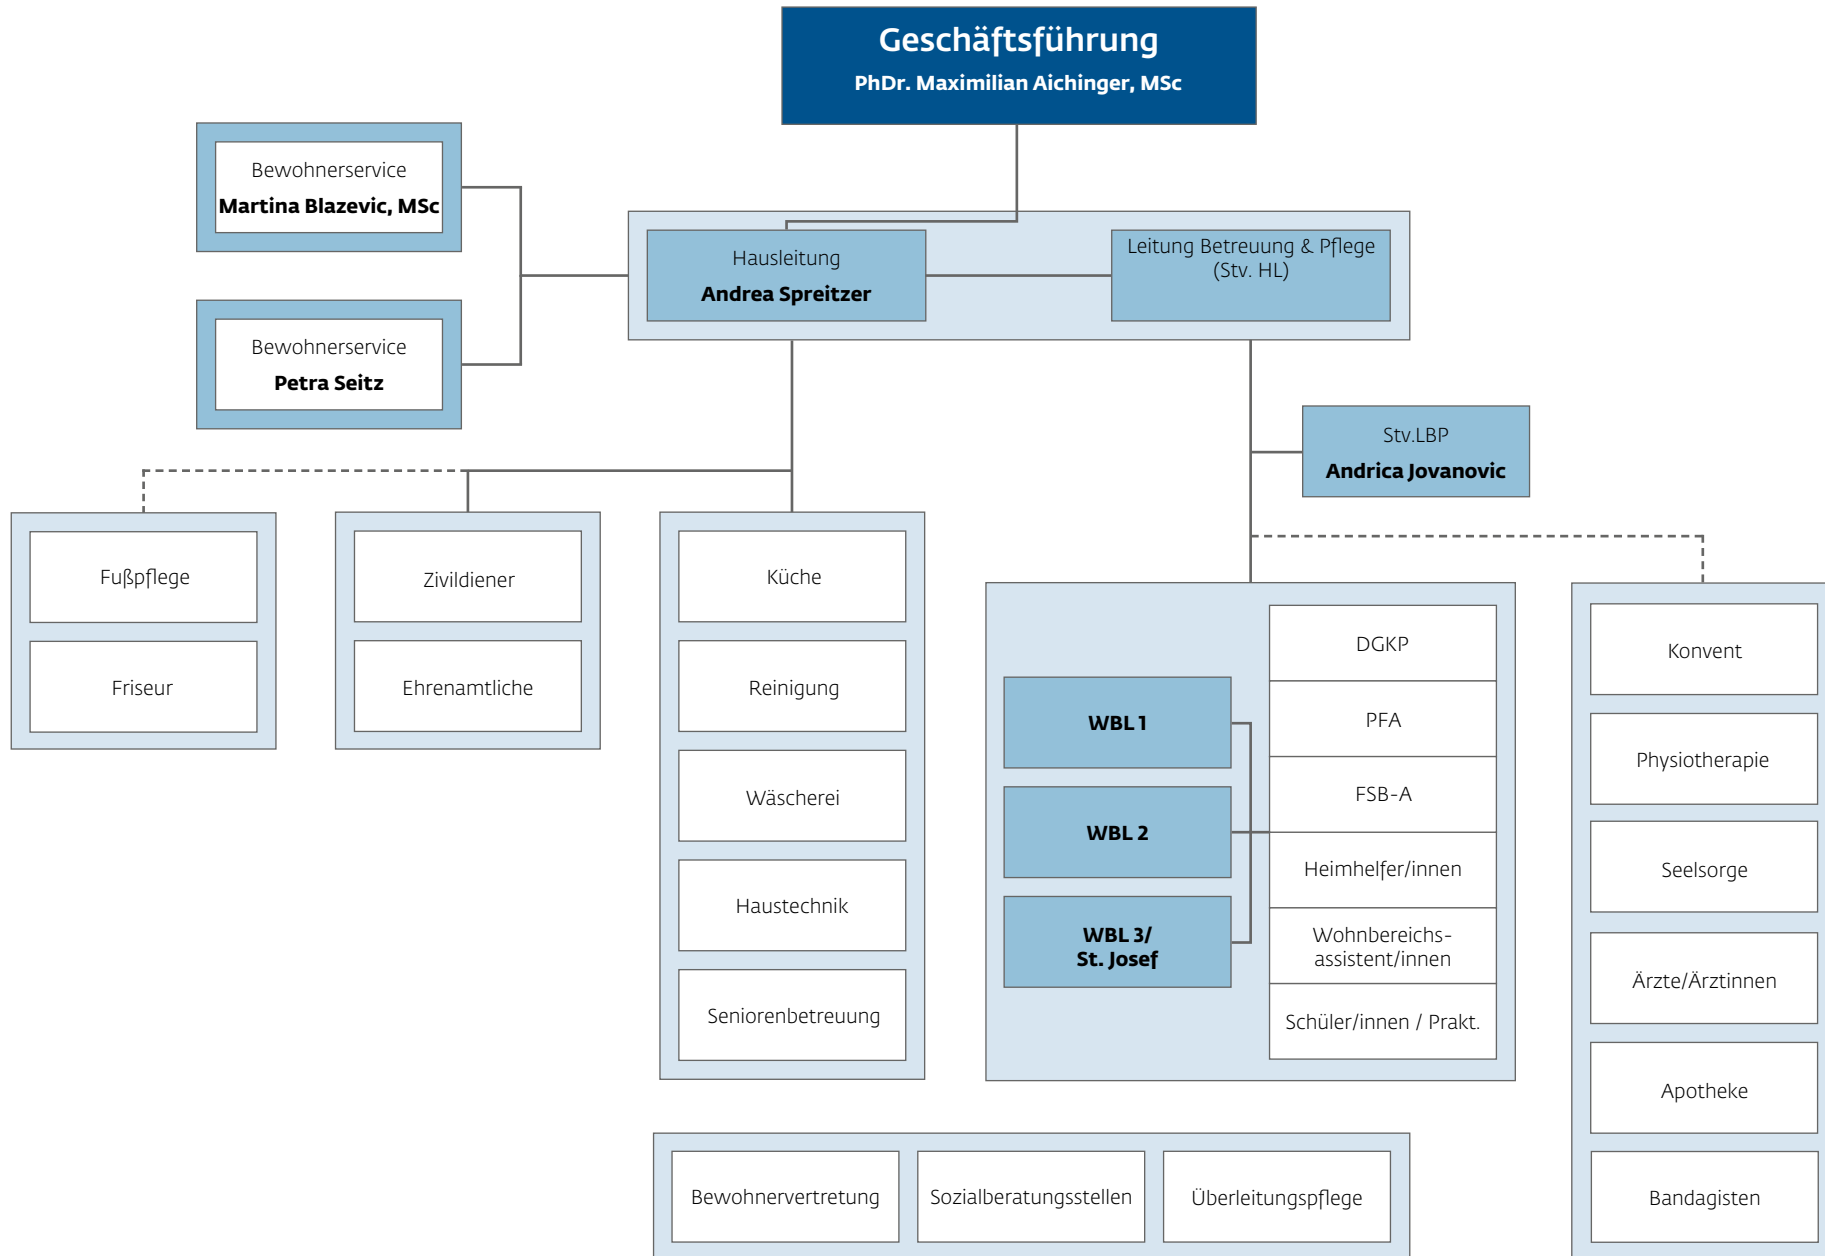 Geschäftsführung
PhDr. Maximilian Aichinger, MSc
Bewohnerservice
Martina Blazevic, MSc
Bewohnerservice
Petra Seitz
Hausleitung
Andrea Spreitzer
Leitung Betreuung & Pflege
(Stv. HL)
Stv.LBP
Andrica Jovanovic
Fußpflege
Friseur
Zivildiener
Ehrenamtliche
Küche
Reinigung
Wäscherei
Haustechnik
Seniorenbetreuung
WBL 1
WBL 2
WBL 3/
St. Josef
DGKP
PFA
FSB-A
Heimhelfer/innen
Wohnbereichs-
assistent/innen
Schüler/innen / Prakt.
Konvent
Physiotherapie
Seelsorge
Ärzte/Ärztinnen
Apotheke
Bandagisten
Bewohnervertretung
Sozialberatungsstellen
Überleitungspflege